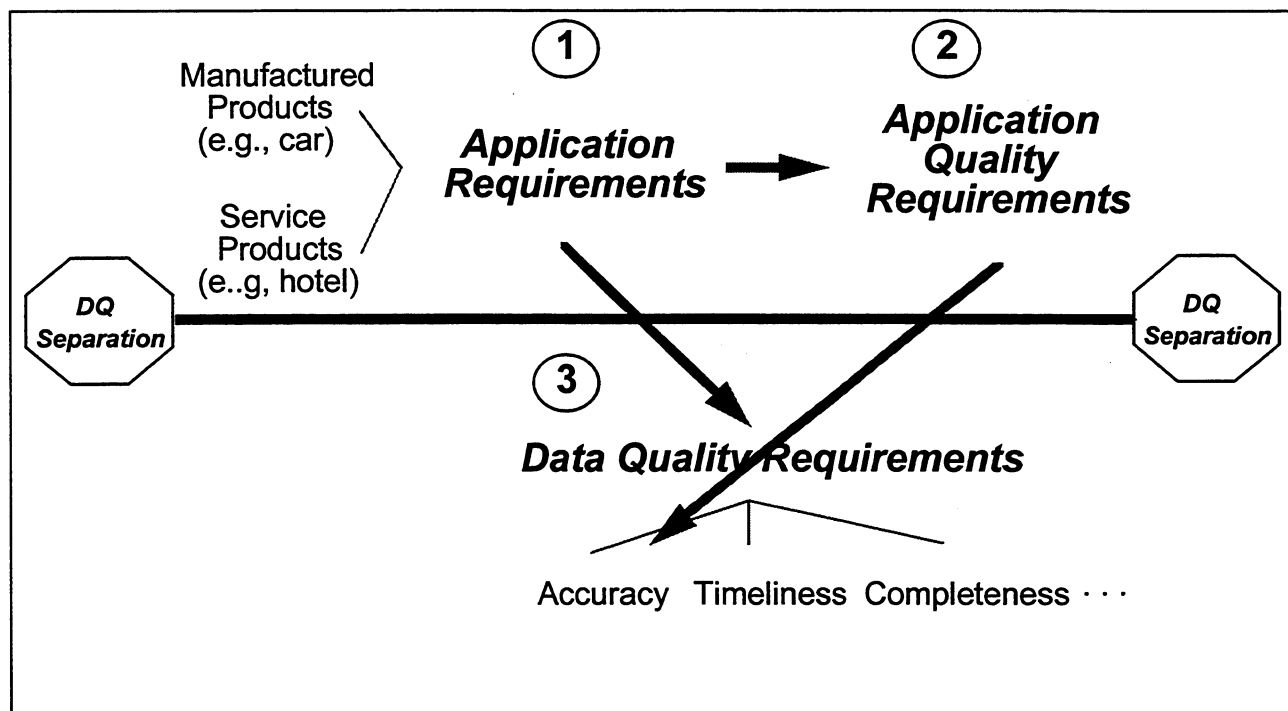 1
2
Manufactured
Products
(e.g., car)
Application
Requirements
Application
Quality
Requirements
Service
Products
(e..g, hotel)
DQ
Separation
DQ
Separation
3
Data Quality Requirements
Accuracy Timeliness Completeness · · ·